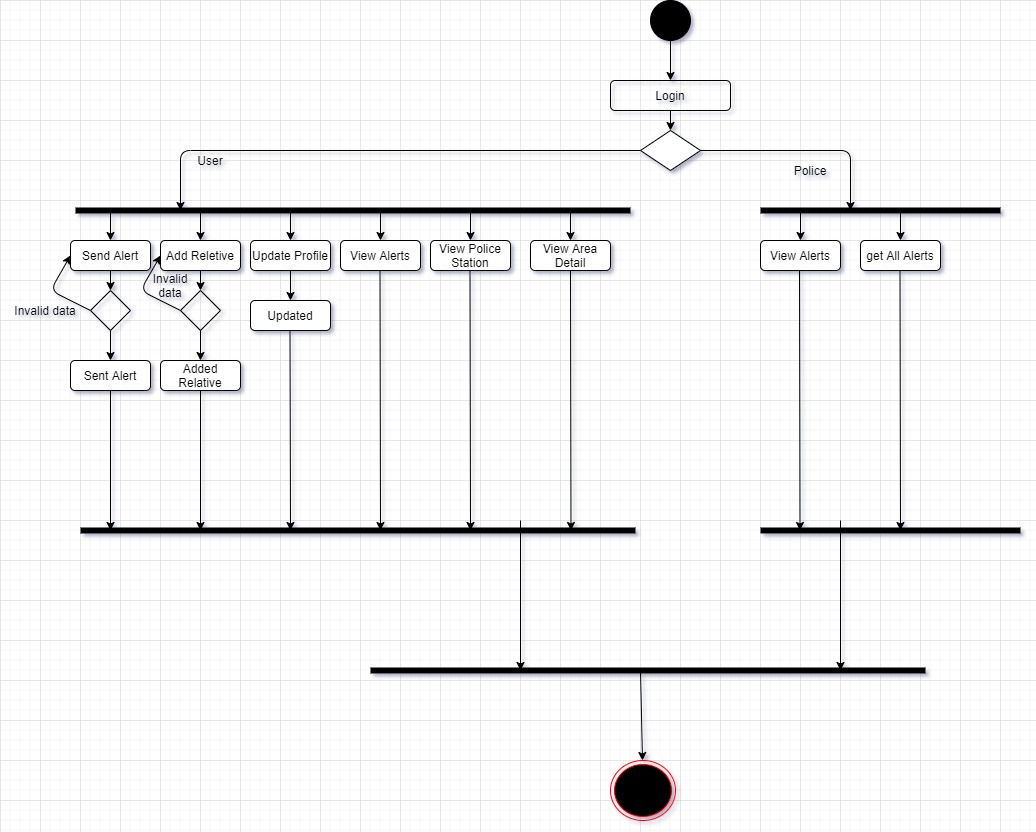 Login
User
Police
Send Alert
Add Reletive
Update Profile
View Alerts
View Police
Station
View Area
Detail
View Alerts
get All Alerts
Invalid
data
Invalid data
Updated
Sent Alert
Added
Relative